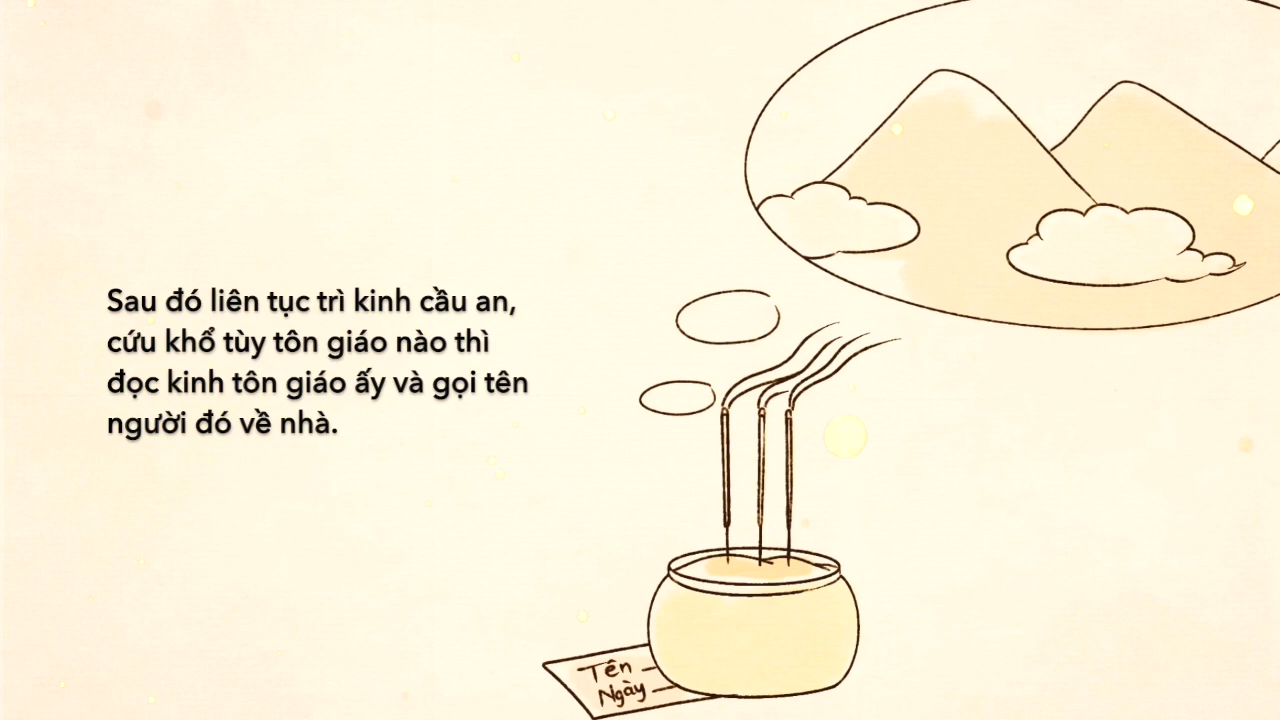 Sau đó liên tục trì kinh cầu an,
cứu khổ tùy tôn giáo nào thì
đọc kinh tôn giáo ấy và gọi tên
người đó về nhà.
Tên
Ngày